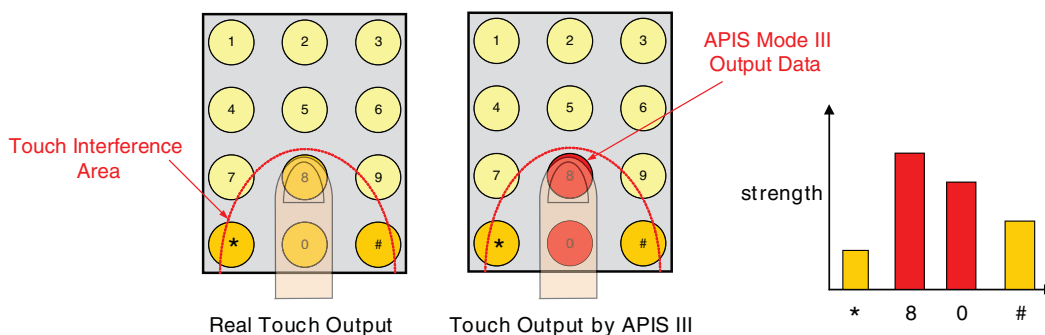 1 2 3
4 5 6
7 8 9
* 0 #
Touch Interference
Area
Real Touch Output
1 2 3
4 5 6
7 8 9
* 0 #
APIS Mode III
Output Data
Touch Output by APIS III
strength
* 8 0 #